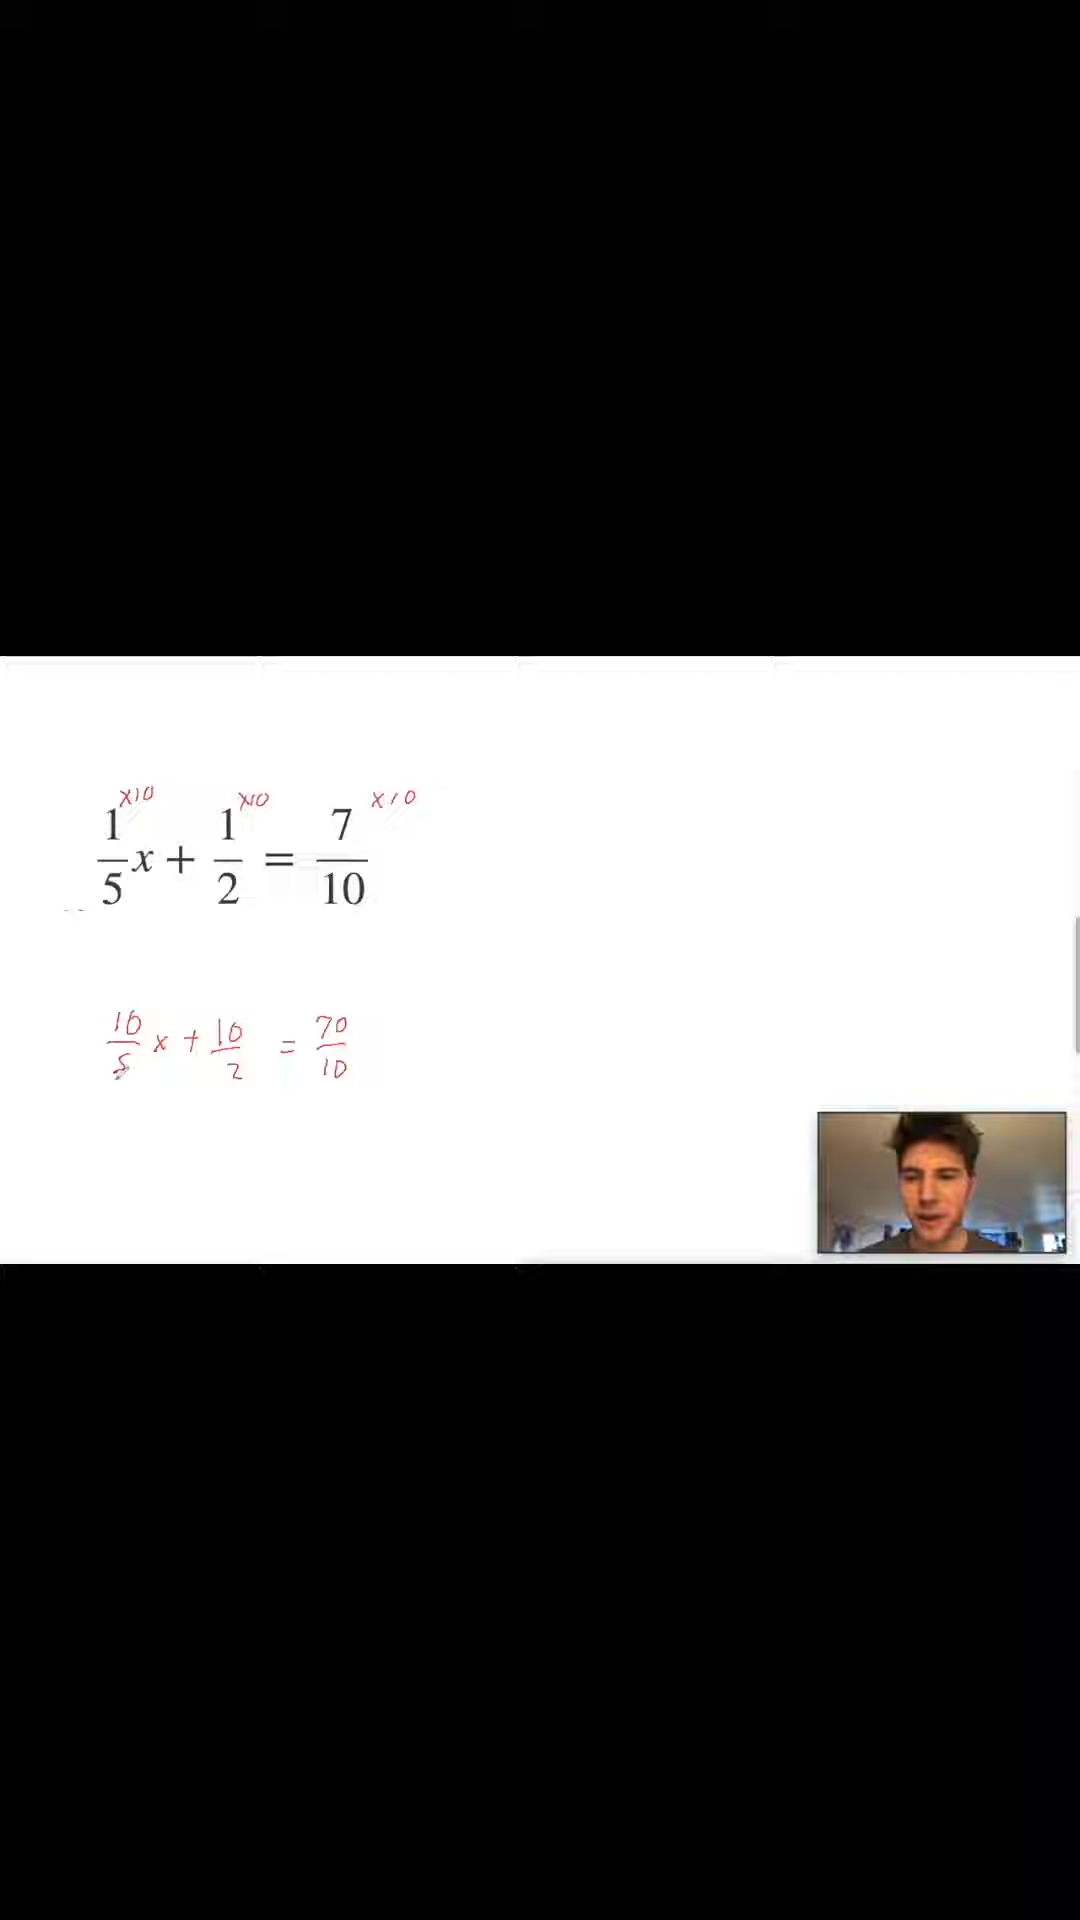 ×10 ×10 ×10
1/5 x + 1/2 = 7/10
10/5 x + 10/2 = 70/10